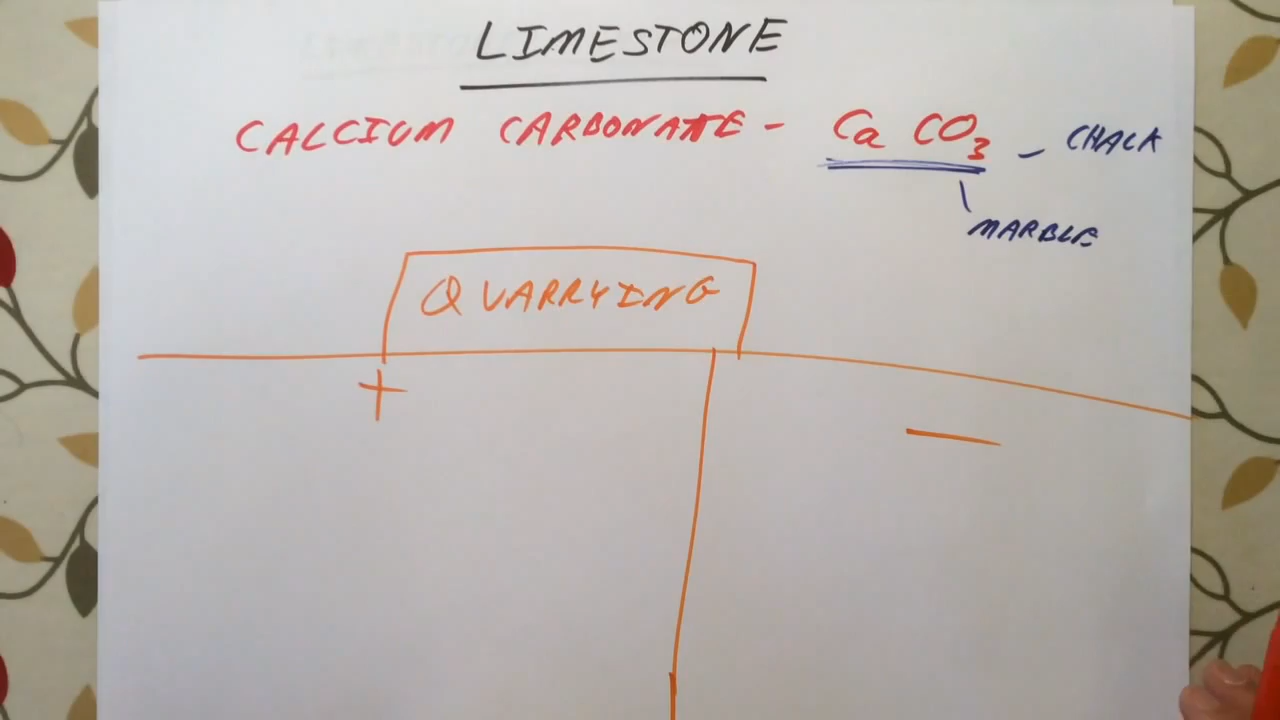 LIMESTONE
CALCIUM CARBONATE - CaCO3 - CHALK
MARBLE
QUARRYING
+ -